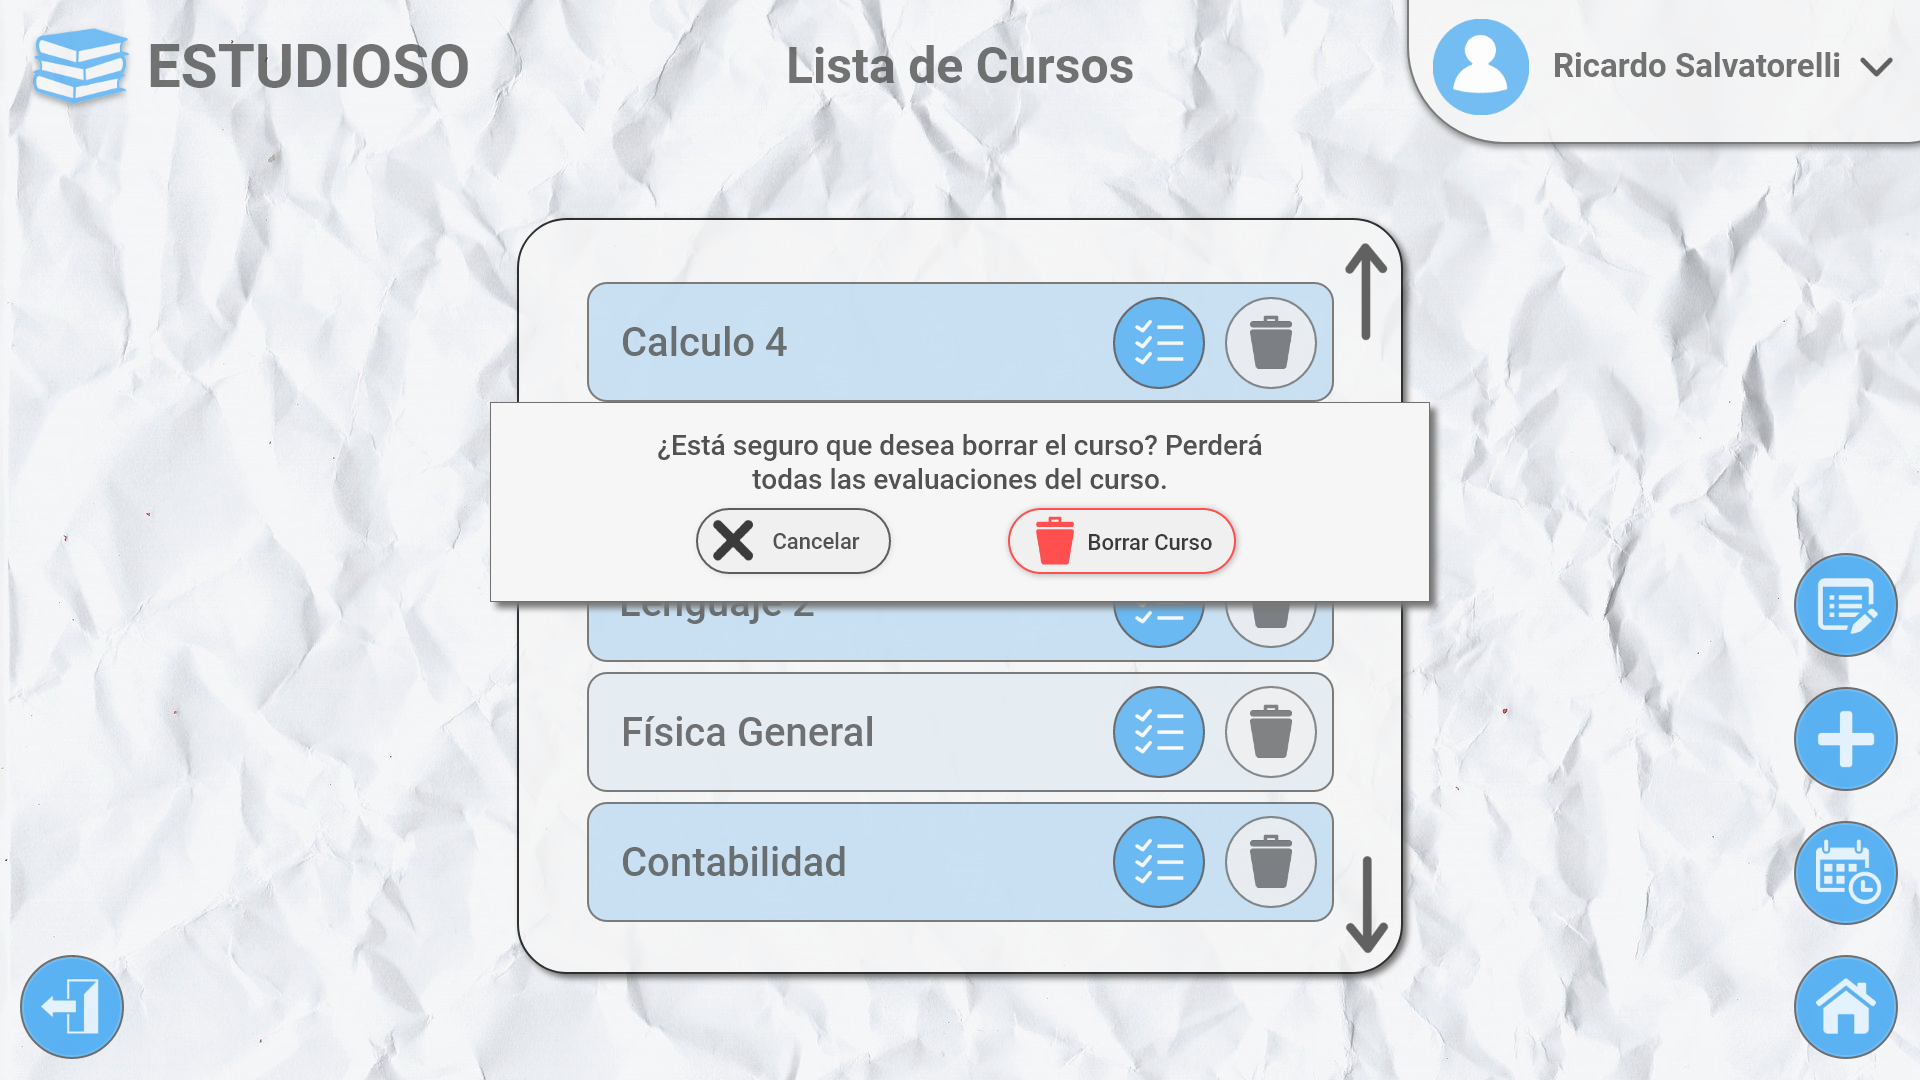 ESTUDIOSO
Lista de Cursos
Ricardo Salvatorelli
Calculo 4
¿Está seguro que desea borrar el curso? Perderá
todas las evaluaciones del curso.
Cancelar
Borrar Curso
Lenguaje 2
Física General
Contabilidad